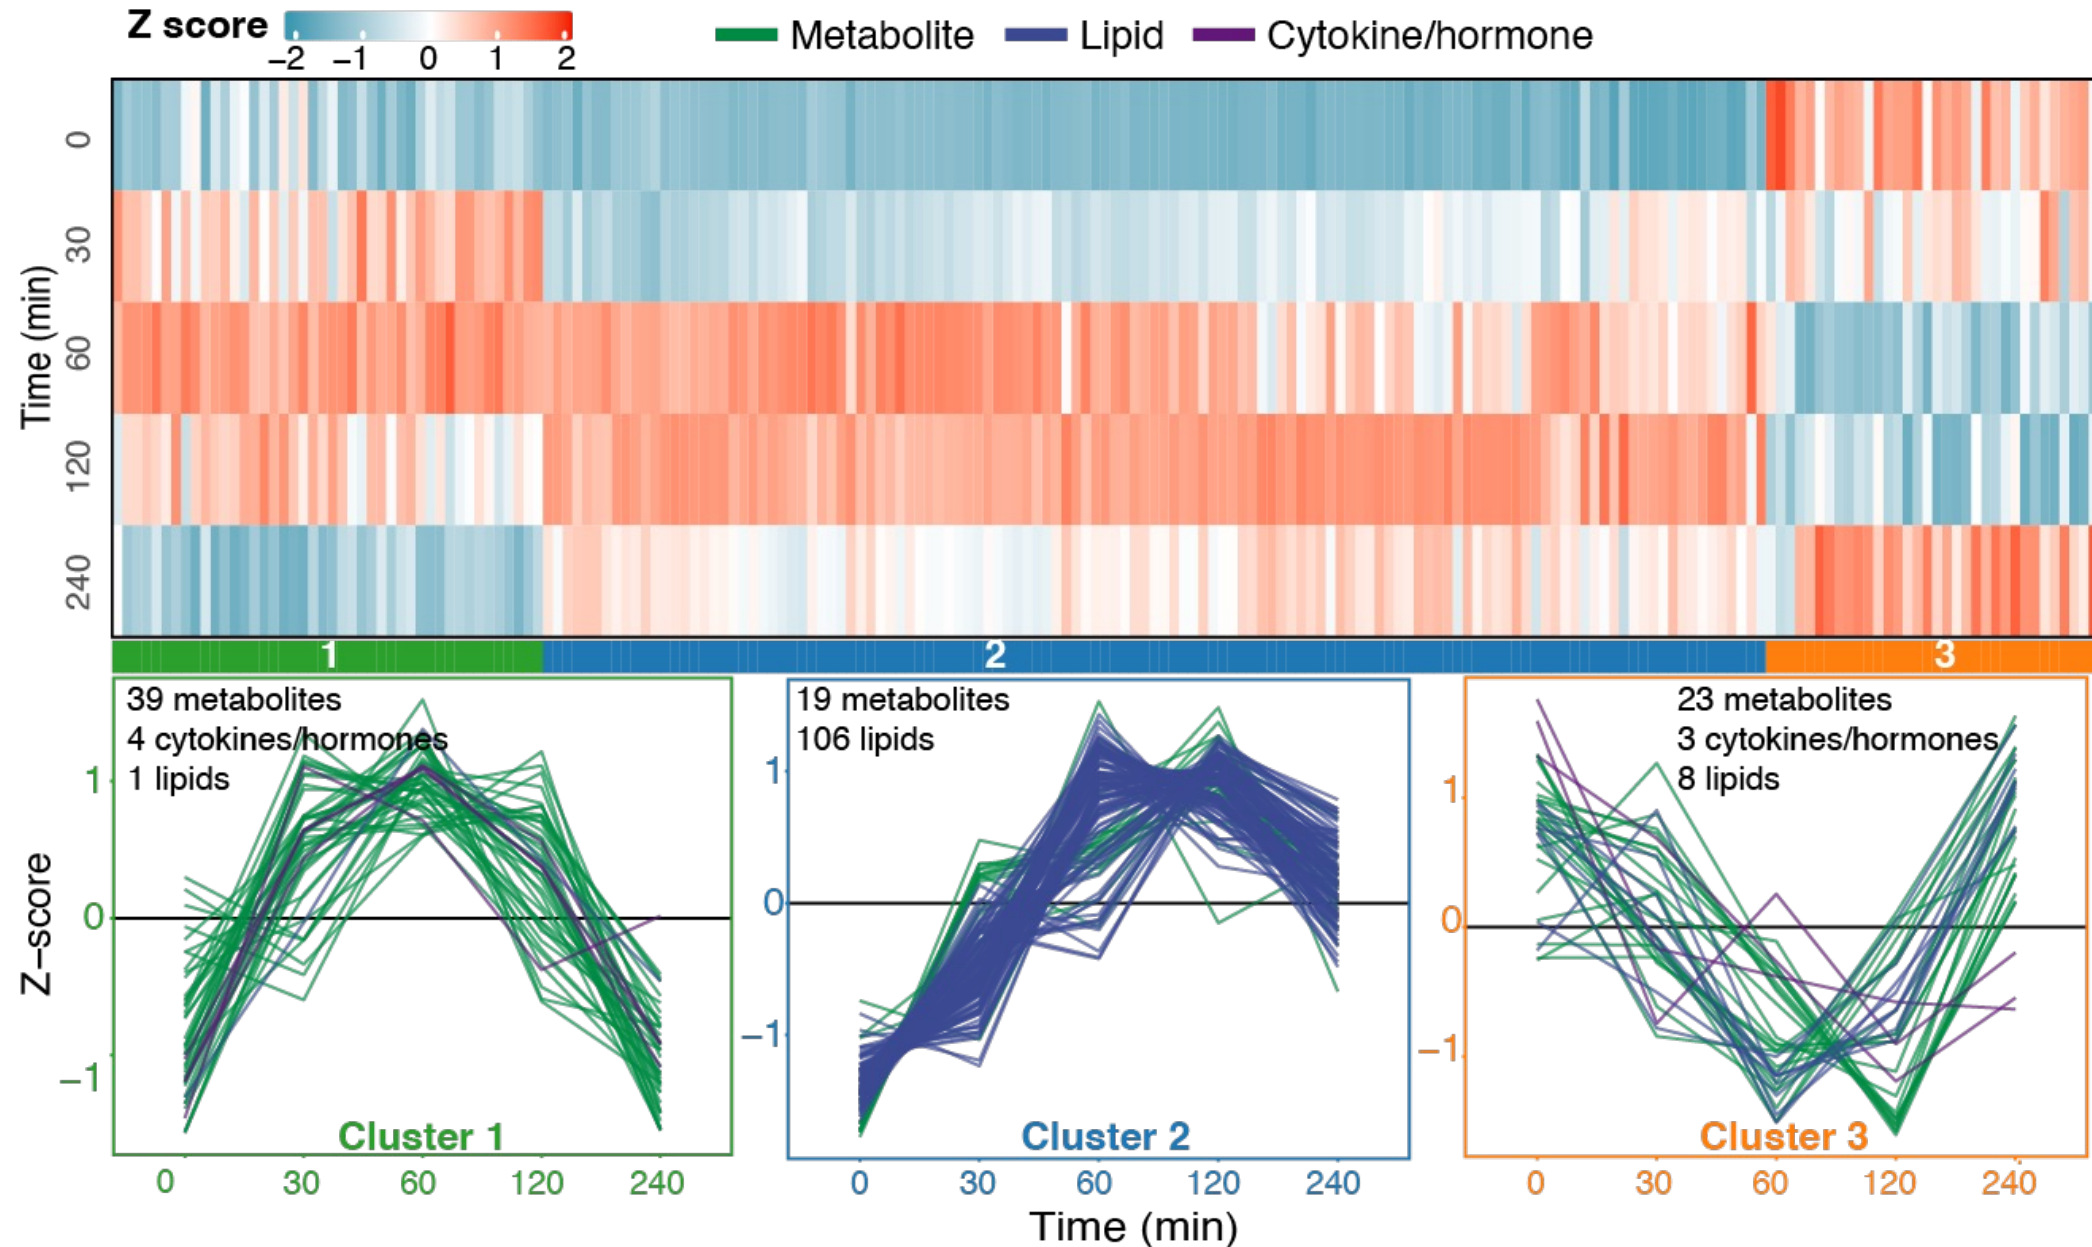 Z score
−2 −1 0 1 2
Metabolite Lipid Cytokine/hormone
Time (min)
0
30
60
120
240
1 2 3
39 metabolites
4 cytokines/hormones
1 lipids
Z−score
1
0
−1
Cluster 1
0 30 60 120 240
19 metabolites
106 lipids
1
0
−1
Cluster 2
0 30 60 120 240
23 metabolites
3 cytokines/hormones
8 lipids
1
0
−1
Cluster 3
0 30 60 120 240
Time (min)